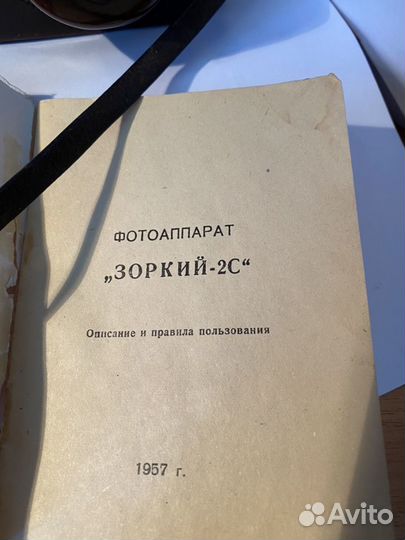 ФОТОАППАРАТ
„ЗОРКИЙ-2С“
Описание и правила пользования
1957 г.
Avito